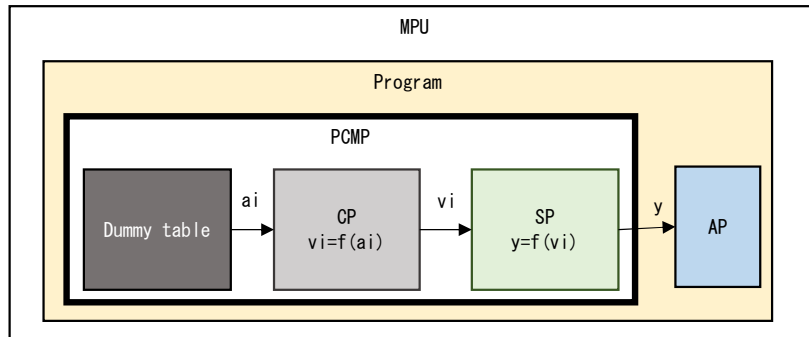 MPU
Program
PCMP
ai
vi
y
Dummy table
CP
vi=f(ai)
SP
y=f(vi)
AP